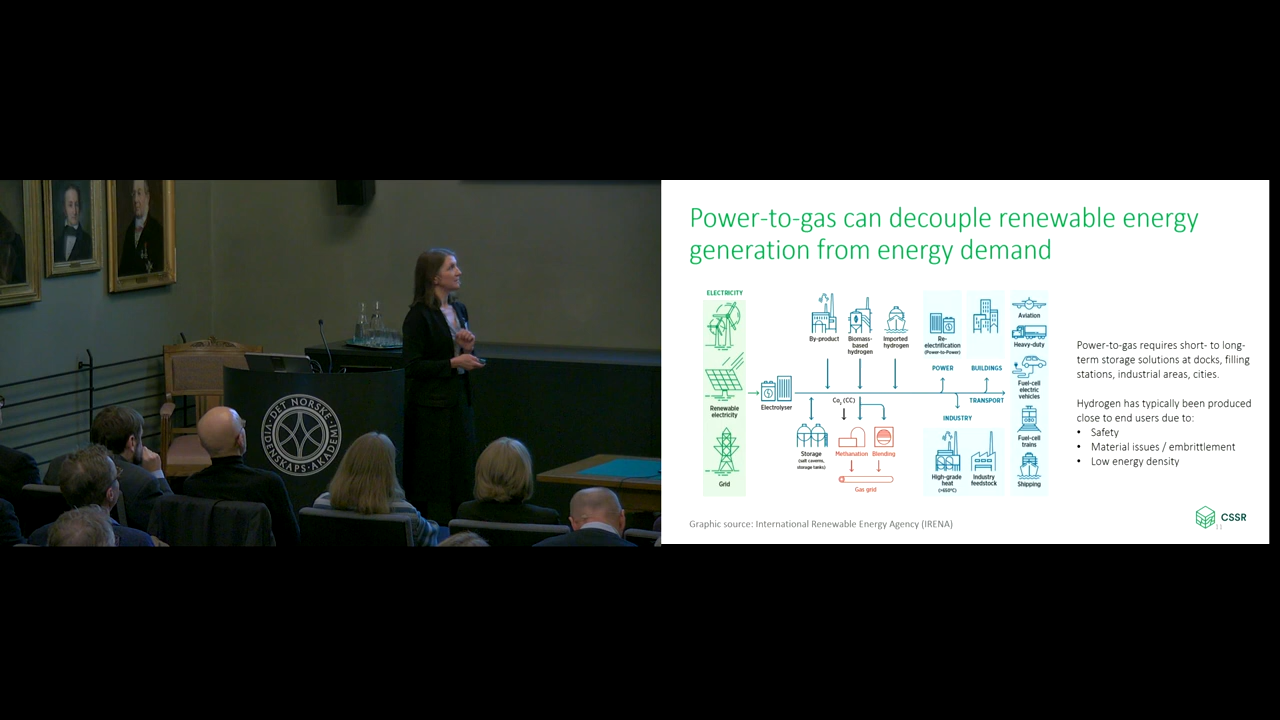 DET NORSKE
VIDENSKAPS-AKADEMI
Power-to-gas can decouple renewable energy
generation from energy demand
ELECTRICITY
Renewable
electricity
Grid
Electrolyser
By-product
Biomass-
based
hydrogen
Imported
hydrogen
Storage
(salt caverns,
storage tanks)
Co2 (CC)
Methanation
Blending
Gas grid
Re-
electrification
(Power-to-Power)
POWER
BUILDINGS
TRANSPORT
INDUSTRY
High-grade
heat
(>650°C)
Industry
feedstock
Aviation
Heavy-duty
Fuel-cell
electric
vehicles
Fuel-cell
trains
Shipping
Power-to-gas requires short- to long-
term storage solutions at docks, filling
stations, industrial areas, cities.
Hydrogen has typically been produced
close to end users due to:
• Safety
• Material issues / embrittlement
• Low energy density
Graphic source: International Renewable Energy Agency (IRENA)
CSSR
11